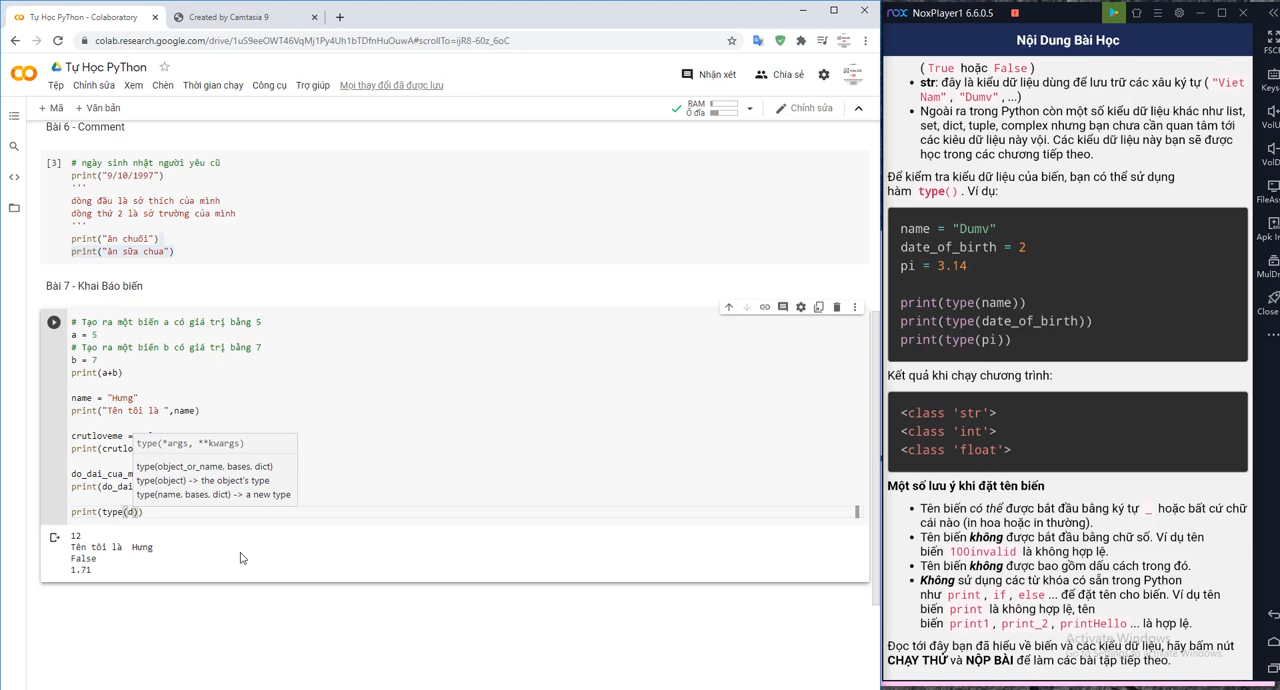 Tự Học PyThon - Colaboratory
Created by Camtasia 9
colab.research.google.com/drive/1uS9eeOWT46VqMj1Py4Uh1bTDfnHuOuwA#scrollTo=ijR8-60z_6oC
Tự Học PyThon
Nhận xét
Chia sẻ
Tệp Chỉnh sửa Xem Chèn Thời gian chạy Công cụ Trợ giúp Mọi thay đổi đã được lưu
+ Mã + Văn bản
RAM
Ổ đĩa
Chỉnh sửa
Bài 6 - Comment
[3] # ngày sinh nhật người yêu cũ
print("9/10/1997")
'''
dòng đầu là sở thích của mình
dòng thứ 2 là sở trường của mình
'''
print("ăn chuối")
print("ăn sữa chua")
Bài 7 - Khai Báo biến
# Tạo ra một biến a có giá trị bằng 5
a = 5
# Tạo ra một biến b có giá trị bằng 7
b = 7
print(a+b)
name = "Hưng"
print("Tên tôi là ",name)
crutloveme =
print(crutlo
do_dai_cua_m
print(do_dai
type(*args, **kwargs)
type(object_or_name, bases, dict)
type(object) -> the object's type
type(name, bases, dict) -> a new type
print(type(d))
12
Tên tôi là  Hưng
False
1.71
nox NoxPlayer1 6.6.0.5
Nội Dung Bài Học
(True hoặc False)
• str: đây là kiểu dữ liệu dùng để lưu trữ các xâu ký tự ( "Viet
Nam", "Dumv",...)
• Ngoài ra trong Python còn một số kiểu dữ liệu khác như list,
set, dict, tuple, complex nhưng bạn chưa cần quan tâm tới
các kiêu dữ liệu này vội. Các kiểu dữ liệu này bạn sẽ được
học trong các chương tiếp theo.
Để kiểm tra kiểu dữ liệu của biến, bạn có thể sử dụng
hàm type() . Ví dụ:
name = "Dumv"
date_of_birth = 2
pi = 3.14
print(type(name))
print(type(date_of_birth))
print(type(pi))
Kết quả khi chạy chương trình:
<class 'str'>
<class 'int'>
<class 'float'>
Một số lưu ý khi đặt tên biến
• Tên biến có thể được bắt đầu bằng ký tự _ hoặc bất cứ chữ
cái nào (in hoa hoặc in thường).
• Tên biến không được bắt đầu bằng chữ số. Ví dụ tên
biến 100invalid là không hợp lệ.
• Tên biến không được bao gồm dấu cách trong đó.
• Không sử dụng các từ khóa có sẵn trong Python
như print, if, else ... để đặt tên cho biến. Ví dụ tên
biến print là không hợp lệ, tên
biến print1, print_2, printHello ... là hợp lệ.
Activate Windows
Đọc tới đây bạn đã hiểu về biến và các kiểu dữ liệu, hãy bấm nút
CHẠY THỬ và NỘP BÀI để làm các bài tập tiếp theo.
FSCE
Keys
VolU
VolD
FileAss
Apk In
MulDr
Close